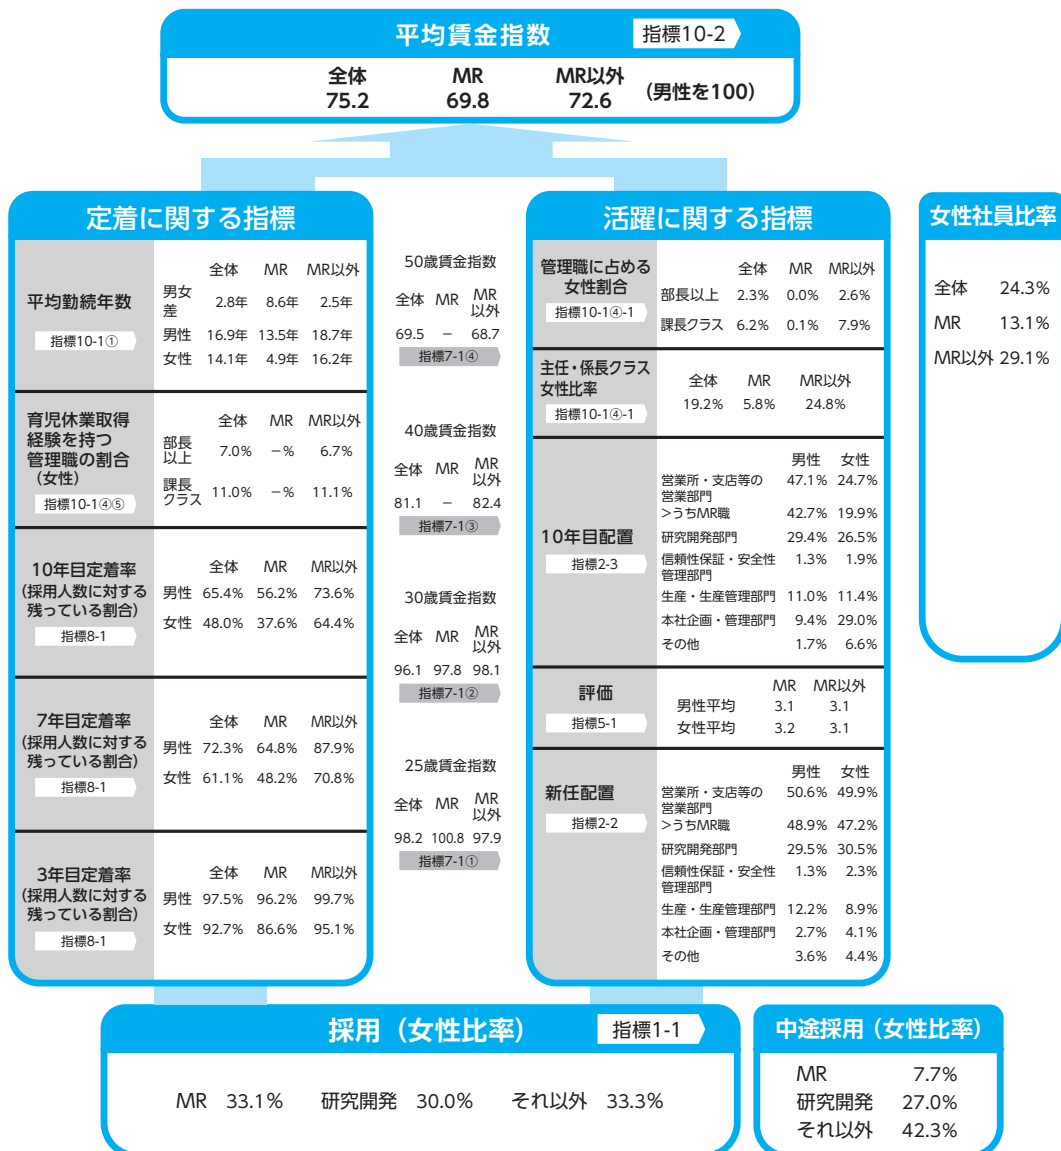 平均賃金指数 指標10-2
全体 MR MR以外
75.2 69.8 72.6 (男性を100)
定着に関する指標
平均勤続年数
指標10-1①
全体 MR MR以外
男女差 2.8年 8.6年 2.5年
男性 16.9年 13.5年 18.7年
女性 14.1年 4.9年 16.2年
育児休業取得
経験を持つ
管理職の割合
(女性)
指標10-1④⑤
全体 MR MR以外
部長以上 7.0% −% 6.7%
課長クラス 11.0% −% 11.1%
10年目定着率
(採用人数に対する
残っている割合)
指標8-1
全体 MR MR以外
男性 65.4% 56.2% 73.6%
女性 48.0% 37.6% 64.4%
7年目定着率
(採用人数に対する
残っている割合)
指標8-1
全体 MR MR以外
男性 72.3% 64.8% 87.9%
女性 61.1% 48.2% 70.8%
3年目定着率
(採用人数に対する
残っている割合)
指標8-1
全体 MR MR以外
男性 97.5% 96.2% 99.7%
女性 92.7% 86.6% 95.1%
50歳賃金指数
全体 MR MR以外
69.5 − 68.7
指標7-1④
40歳賃金指数
全体 MR MR以外
81.1 − 82.4
指標7-1③
30歳賃金指数
全体 MR MR以外
96.1 97.8 98.1
指標7-1②
25歳賃金指数
全体 MR MR以外
98.2 100.8 97.9
指標7-1①
活躍に関する指標
管理職に占める
女性割合
指標10-1④-1
全体 MR MR以外
部長以上 2.3% 0.0% 2.6%
課長クラス 6.2% 0.1% 7.9%
主任・係長クラス
女性比率
指標10-1④-1
全体 MR MR以外
19.2% 5.8% 24.8%
10年目配置
指標2-3
男性 女性
営業所・支店等の 47.1% 24.7%
営業部門
>うちMR職 42.7% 19.9%
研究開発部門 29.4% 26.5%
信頼性保証・安全性 1.3% 1.9%
管理部門
生産・生産管理部門 11.0% 11.4%
本社企画・管理部門 9.4% 29.0%
その他 1.7% 6.6%
評価
指標5-1
MR MR以外
男性平均 3.1 3.1
女性平均 3.2 3.1
新任配置
指標2-2
男性 女性
営業所・支店等の 50.6% 49.9%
営業部門
>うちMR職 48.9% 47.2%
研究開発部門 29.5% 30.5%
信頼性保証・安全性 1.3% 2.3%
管理部門
生産・生産管理部門 12.2% 8.9%
本社企画・管理部門 2.7% 4.1%
その他 3.6% 4.4%
女性社員比率
全体 24.3%
MR 13.1%
MR以外 29.1%
採用(女性比率) 指標1-1
MR 33.1% 研究開発 30.0% それ以外 33.3%
中途採用(女性比率)
MR 7.7%
研究開発 27.0%
それ以外 42.3%